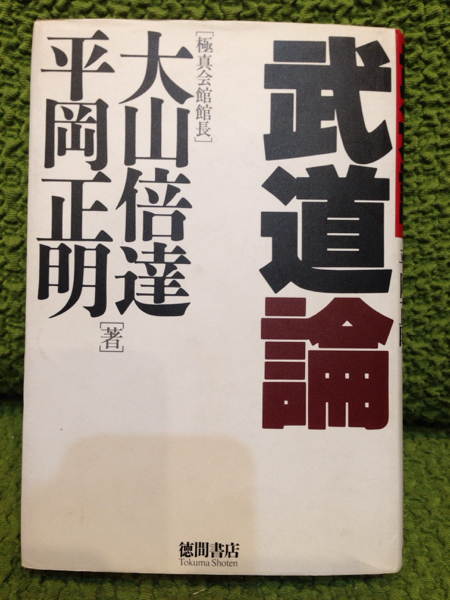 武道論
[極真会館館長]
大山倍達
平岡正明
[著]
徳間書店
Tokuma Shoten